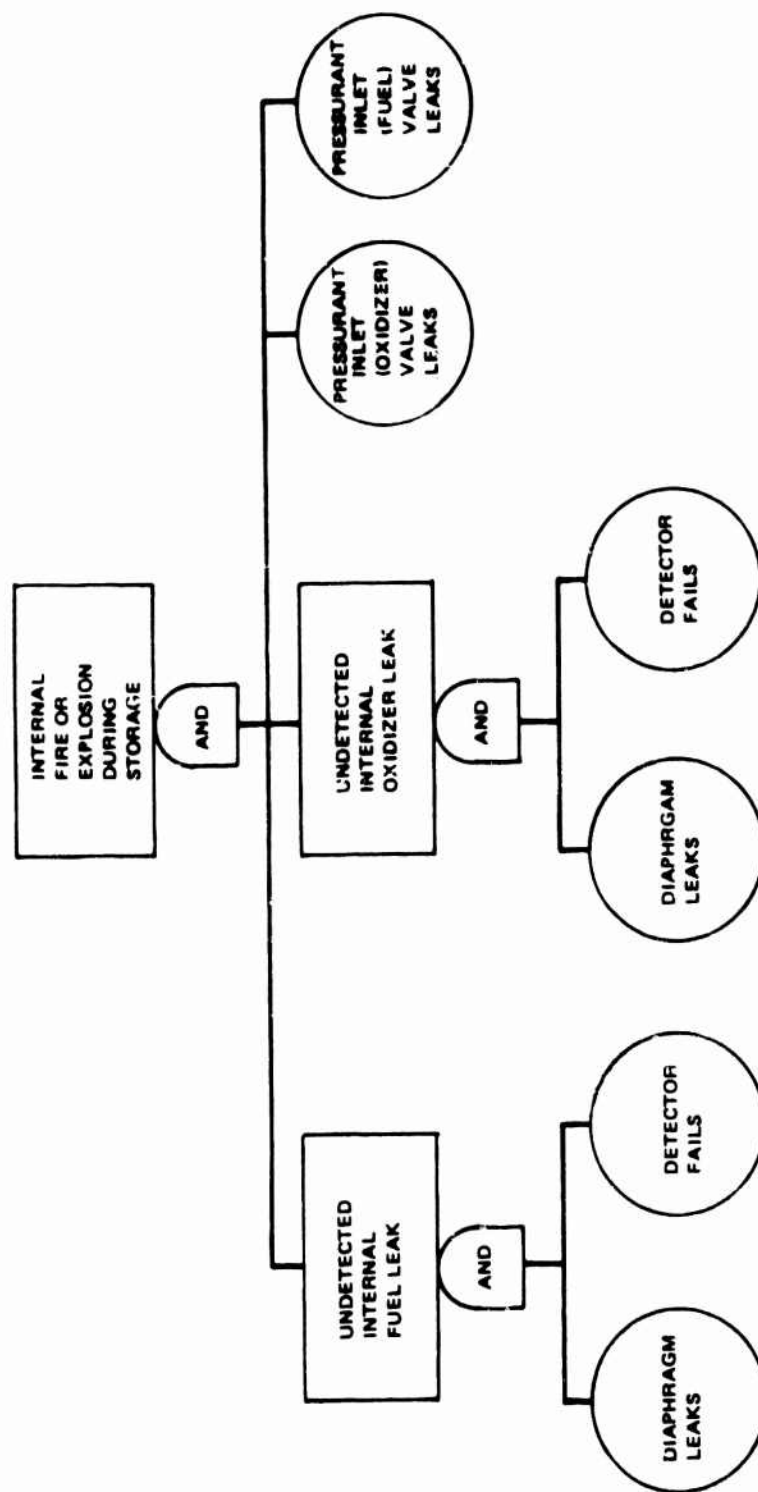 INTERNAL
FIRE OR
EXPLOSION
DURING
STORAGE
AND
UNDETECTED
INTERNAL
FUEL LEAK
UNDETECTED
INTERNAL
OXIDIZER LEAK
PRESSURANT
INLET
(OXIDIZER)
VALVE
LEAKS
PRESSURANT
INLET
(FUEL)
VALVE
LEAKS
AND
AND
DIAPHRAGM
LEAKS
DETECTOR
FAILS
DIAPHRGAM
LEAKS
DETECTOR
FAILS